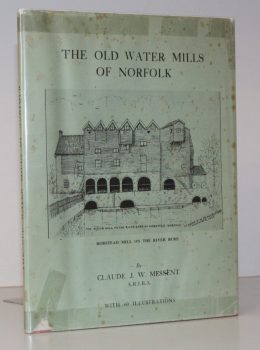 THE OLD WATER MILLS
OF NORFOLK
HORSTEAD MILL ON THE RIVER BURE
By
CLAUDE J. W. MESSENT
A.R.I.B.A.
WITH 60 ILLUSTRATIONS